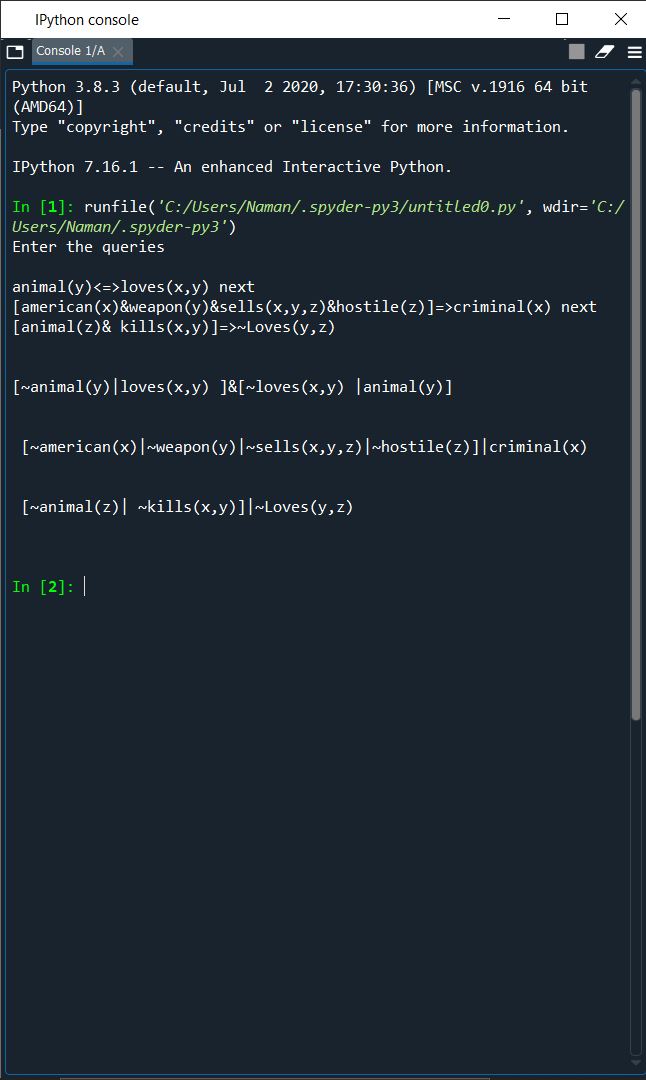 IPython console
Console 1/A
Python 3.8.3 (default, Jul  2 2020, 17:30:36) [MSC v.1916 64 bit
(AMD64)]
Type "copyright", "credits" or "license" for more information.
IPython 7.16.1 -- An enhanced Interactive Python.
In [1]: runfile('C:/Users/Naman/.spyder-py3/untitled0.py', wdir='C:/
Users/Naman/.spyder-py3')
Enter the queries
animal(y)<=>loves(x,y) next
[american(x)&weapon(y)&sells(x,y,z)&hostile(z)]=>criminal(x) next
[animal(z)& kills(x,y)]=>~Loves(y,z)
[~animal(y)|loves(x,y) ]&[~loves(x,y) |animal(y)]
[~american(x)|~weapon(y)|~sells(x,y,z)|~hostile(z)]|criminal(x)
[~animal(z)| ~kills(x,y)]|~Loves(y,z)
In [2]: